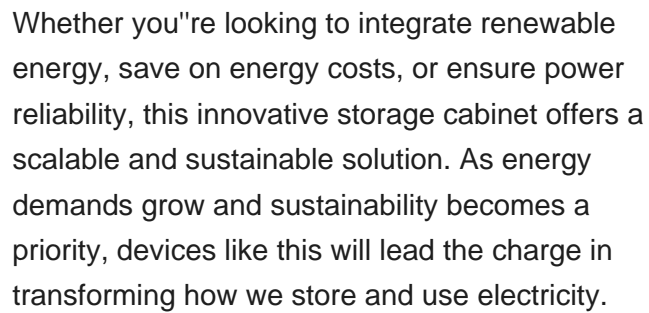 Whether you"re looking to integrate renewable
energy, save on energy costs, or ensure power
reliability, this innovative storage cabinet offers a
scalable and sustainable solution. As energy
demands grow and sustainability becomes a
priority, devices like this will lead the charge in
transforming how we store and use electricity.